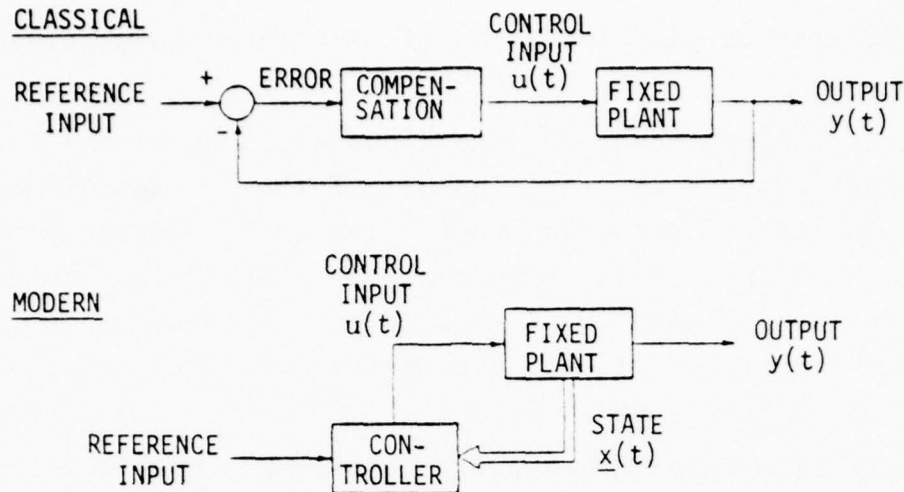 CLASSICAL
REFERENCE
INPUT
+
-
ERROR
COMPEN-
SATION
CONTROL
INPUT
u(t)
FIXED
PLANT
OUTPUT
y(t)
MODERN
CONTROL
INPUT
u(t)
FIXED
PLANT
OUTPUT
y(t)
STATE
x(t)
REFERENCE
INPUT
CON-
TROLLER